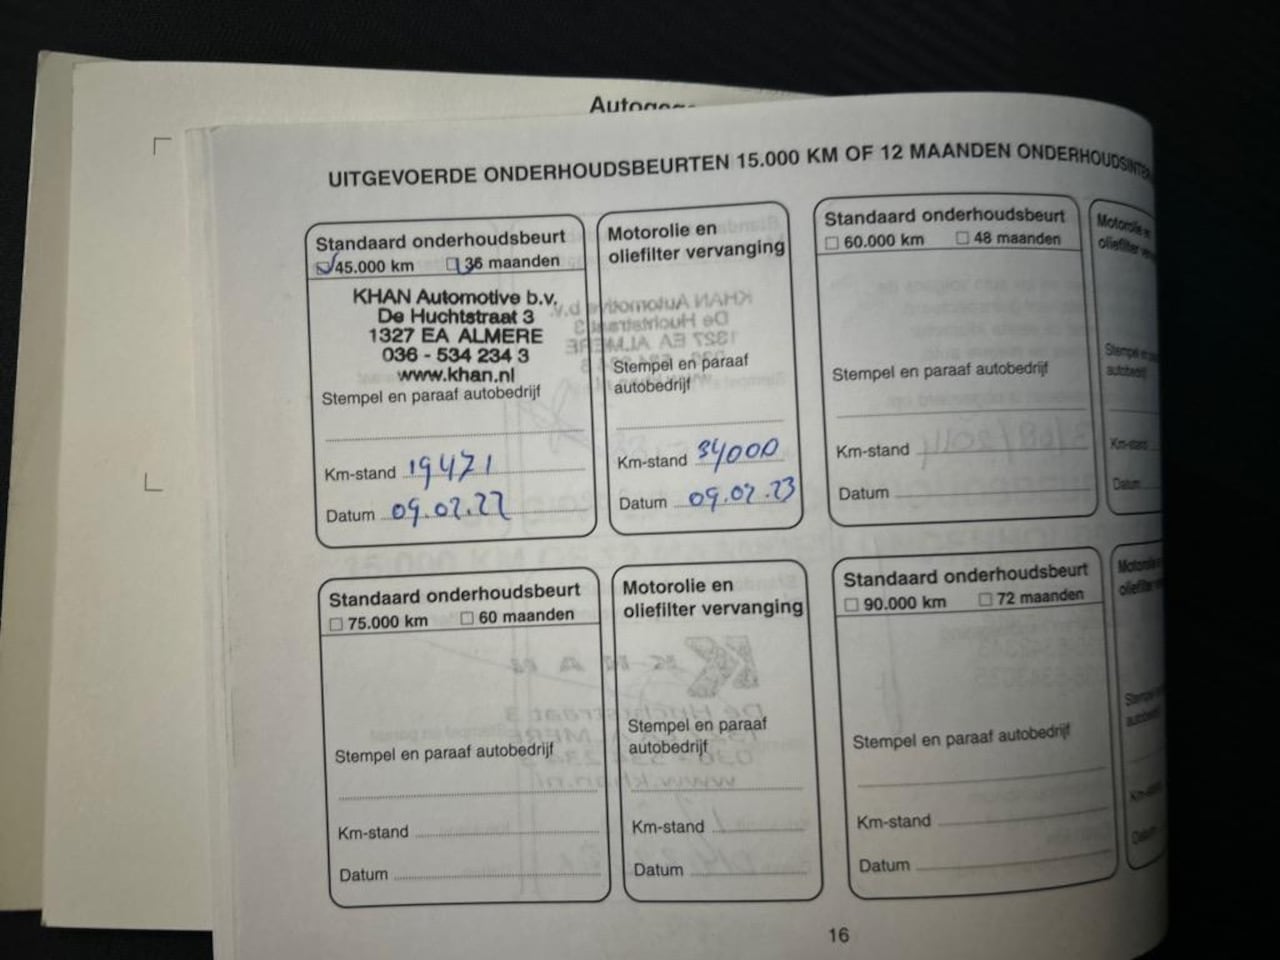 UITGEVOERDE ONDERHOUDSBEURTEN 15.000 KM OF 12 MAANDEN
Standaard onderhoudsbeurt
45.000 km 36 maanden
KHAN Automotive b.v.
De Huchtstraat 3
1327 EA ALMERE
036 - 534 234 3
www.khan.nl
Stempel en paraaf autobedrijf
Km-stand 19471
Datum 09.02.22
Motorolie en
oliefilter vervanging
Stempel en paraaf
autobedrijf
Km-stand 34000
Datum 09.02.23
Standaard onderhoudsbeurt
60.000 km 48 maanden
Stempel en paraaf autobedrijf
Km-stand
Datum
Motorolie en
Km-stand
Datum
Standaard onderhoudsbeurt
75.000 km 60 maanden
Stempel en paraaf autobedrijf
Km-stand
Datum
Motorolie en
oliefilter vervanging
Stempel en paraaf
autobedrijf
Km-stand
Datum
Standaard onderhoudsbeurt
90.000 km 72 maanden
Stempel en paraaf autobedrijf
Km-stand
Datum
16